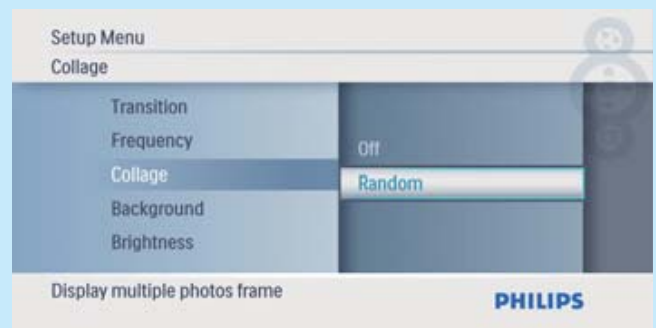 Setup Menu
Collage
Transition
Frequency
Collage
Background
Brightness
Off
Random
Display multiple photos frame
PHILIPS